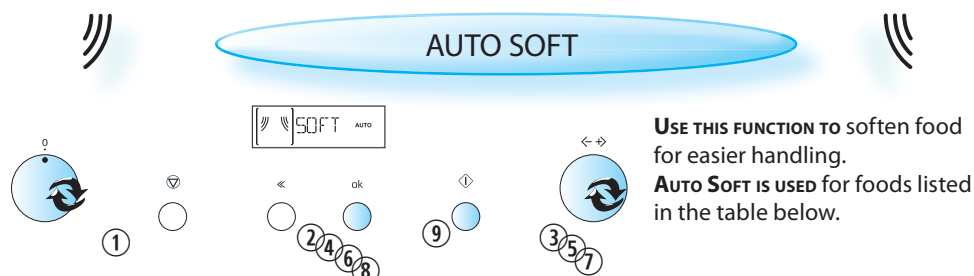 AUTO SOFT
SOFT AUTO
0
ok
① ② ④ ⑥ ⑧ ⑨ ③ ⑤ ⑦
USE THIS FUNCTION TO soften food
for easier handling.
AUTO SOFT IS USED for foods listed
in the table below.